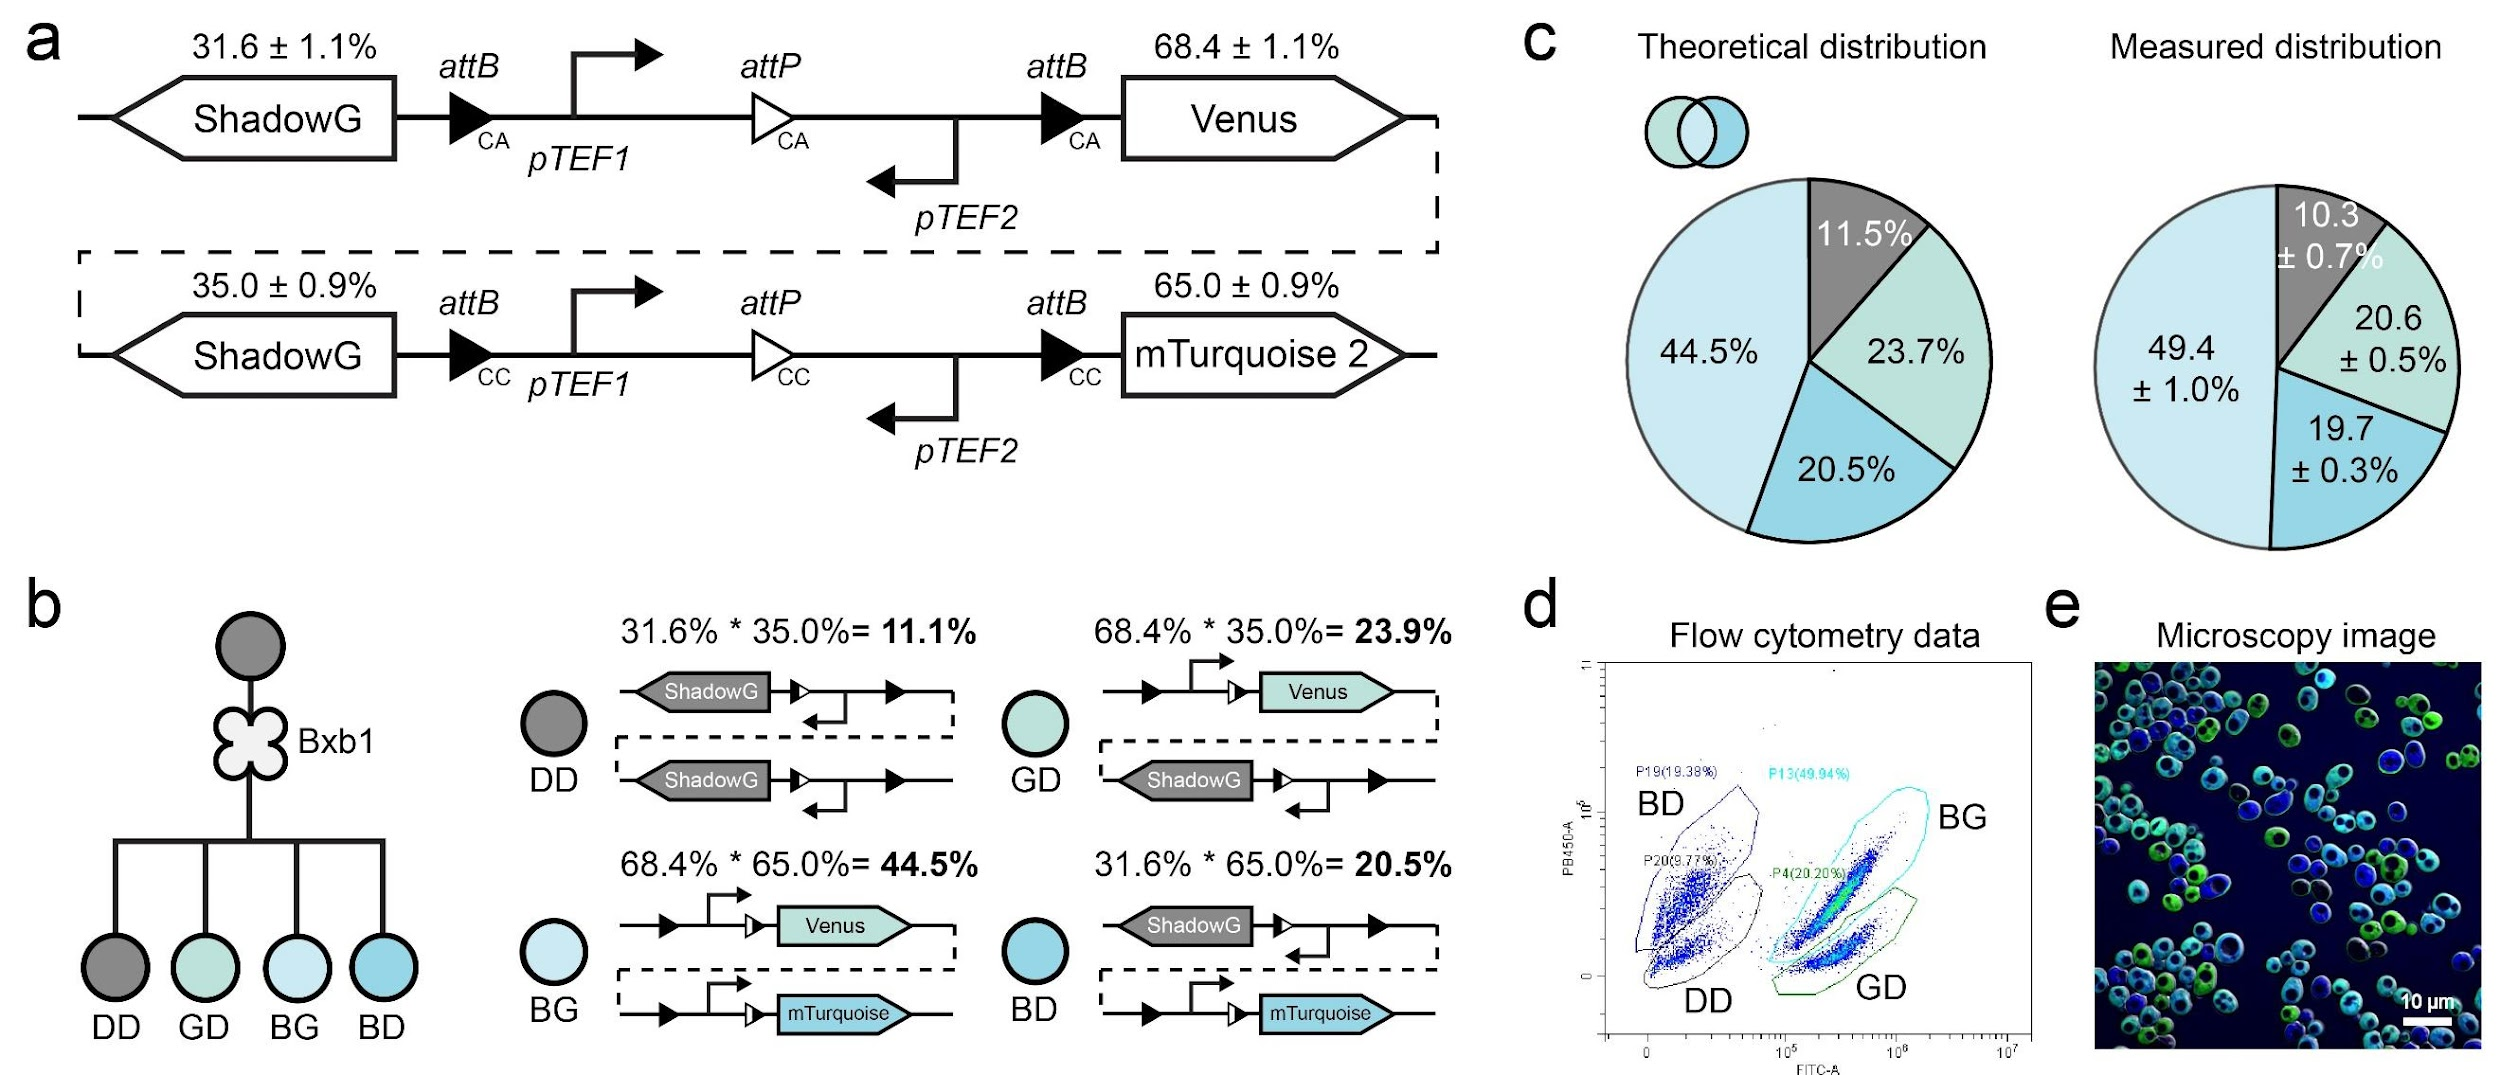 a
31.6 ± 1.1%
68.4 ± 1.1%
attB
attP
attB
ShadowG
Venus
CA
CA
CA
pTEF1
pTEF2
35.0 ± 0.9%
65.0 ± 0.9%
attB
attP
attB
ShadowG
mTurquoise 2
CC
CC
CC
pTEF1
pTEF2
b
Bxb1
DD
GD
BG
BD
31.6% * 35.0%= 11.1%
ShadowG
ShadowG
DD
68.4% * 35.0%= 23.9%
Venus
ShadowG
GD
68.4% * 65.0%= 44.5%
Venus
mTurquoise
BG
31.6% * 65.0%= 20.5%
ShadowG
mTurquoise
BD
c
Theoretical distribution
11.5%
23.7%
20.5%
44.5%
Measured distribution
10.3
± 0.7%
20.6
± 0.5%
19.7
± 0.3%
49.4
± 1.0%
d
Flow cytometry data
P19(19.38%)
BD
P13(49.94%)
BG
P20(9.77%)
P4(20.20%)
DD
GD
PB450-A
10⁵
0
0
10⁵
10⁶
10⁷
FITC-A
e
Microscopy image
10 µm